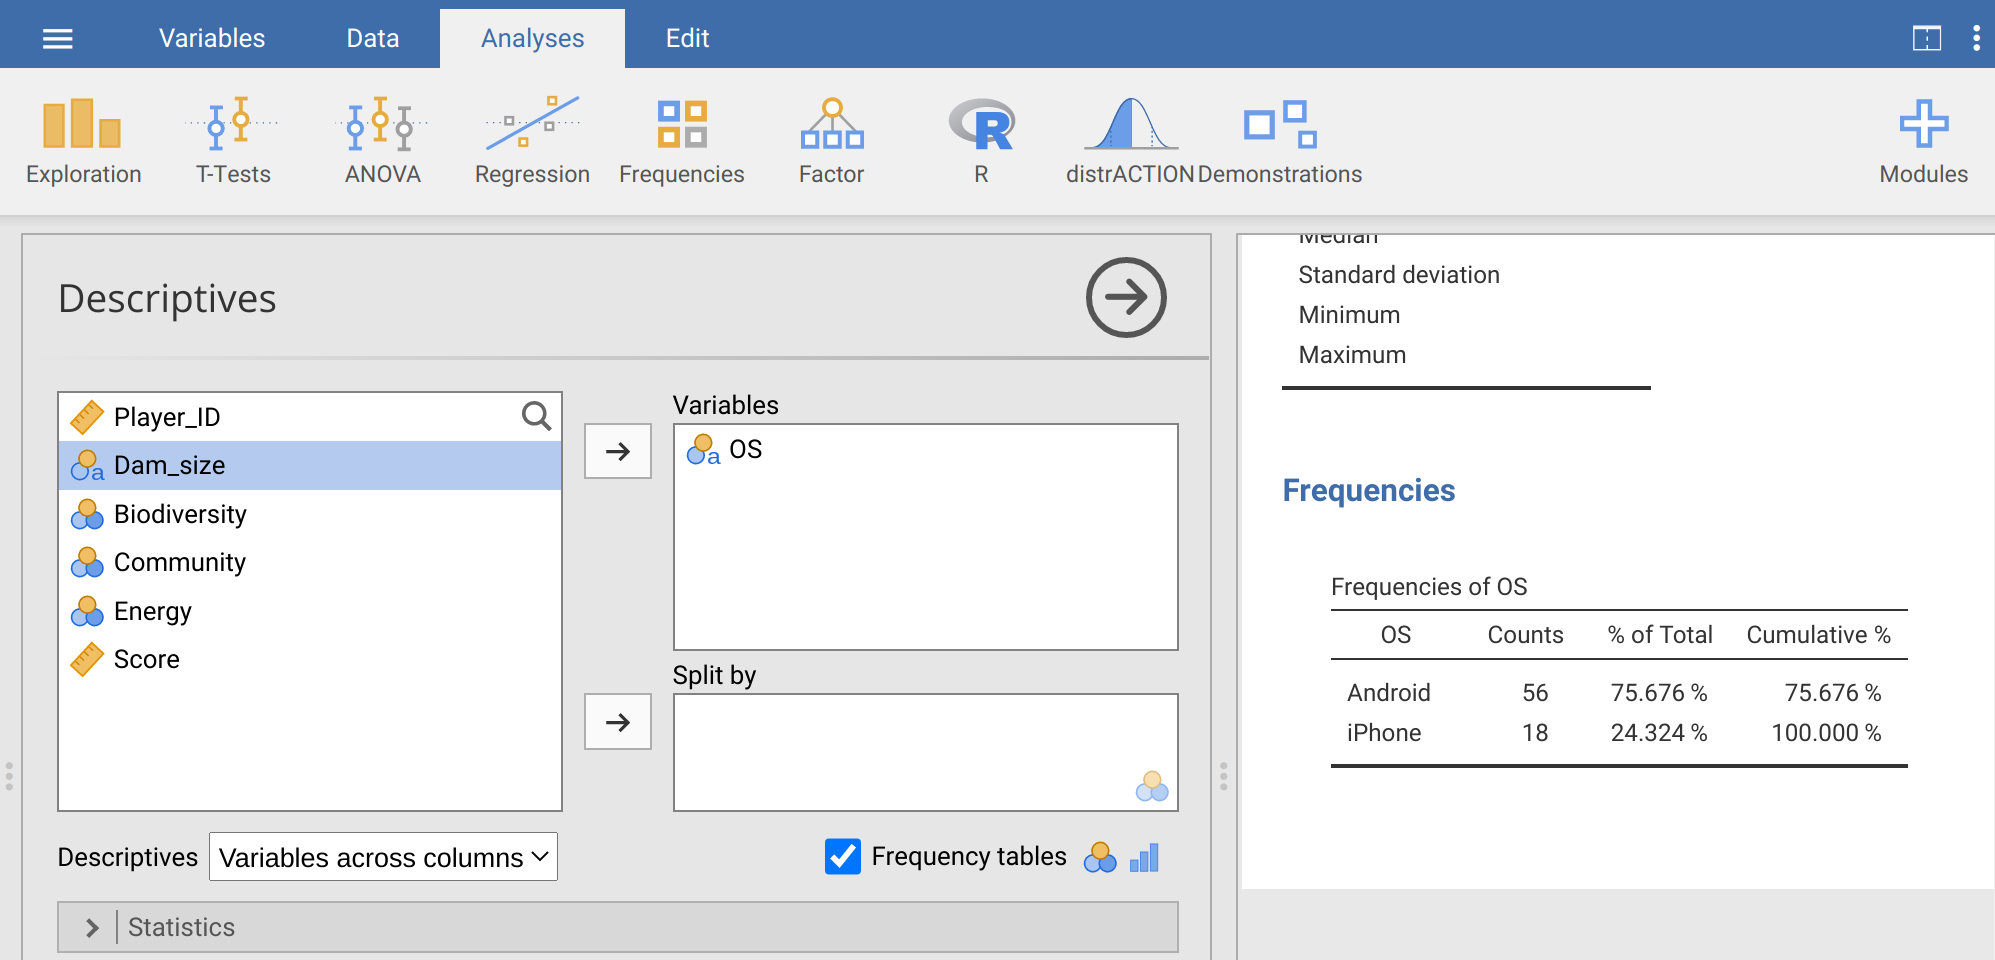 Variables Data Analyses Edit
Exploration T-Tests ANOVA Regression Frequencies Factor R distrACTION Demonstrations Modules
Descriptives
Player_ID
Dam_size
Biodiversity
Community
Energy
Score
Variables
OS
Split by
Descriptives Variables across columns
Frequency tables
Statistics
Median
Standard deviation
Minimum
Maximum
Frequencies
Frequencies of OS
OS Counts % of Total Cumulative %
Android 56 75.676 % 75.676 %
iPhone 18 24.324 % 100.000 %